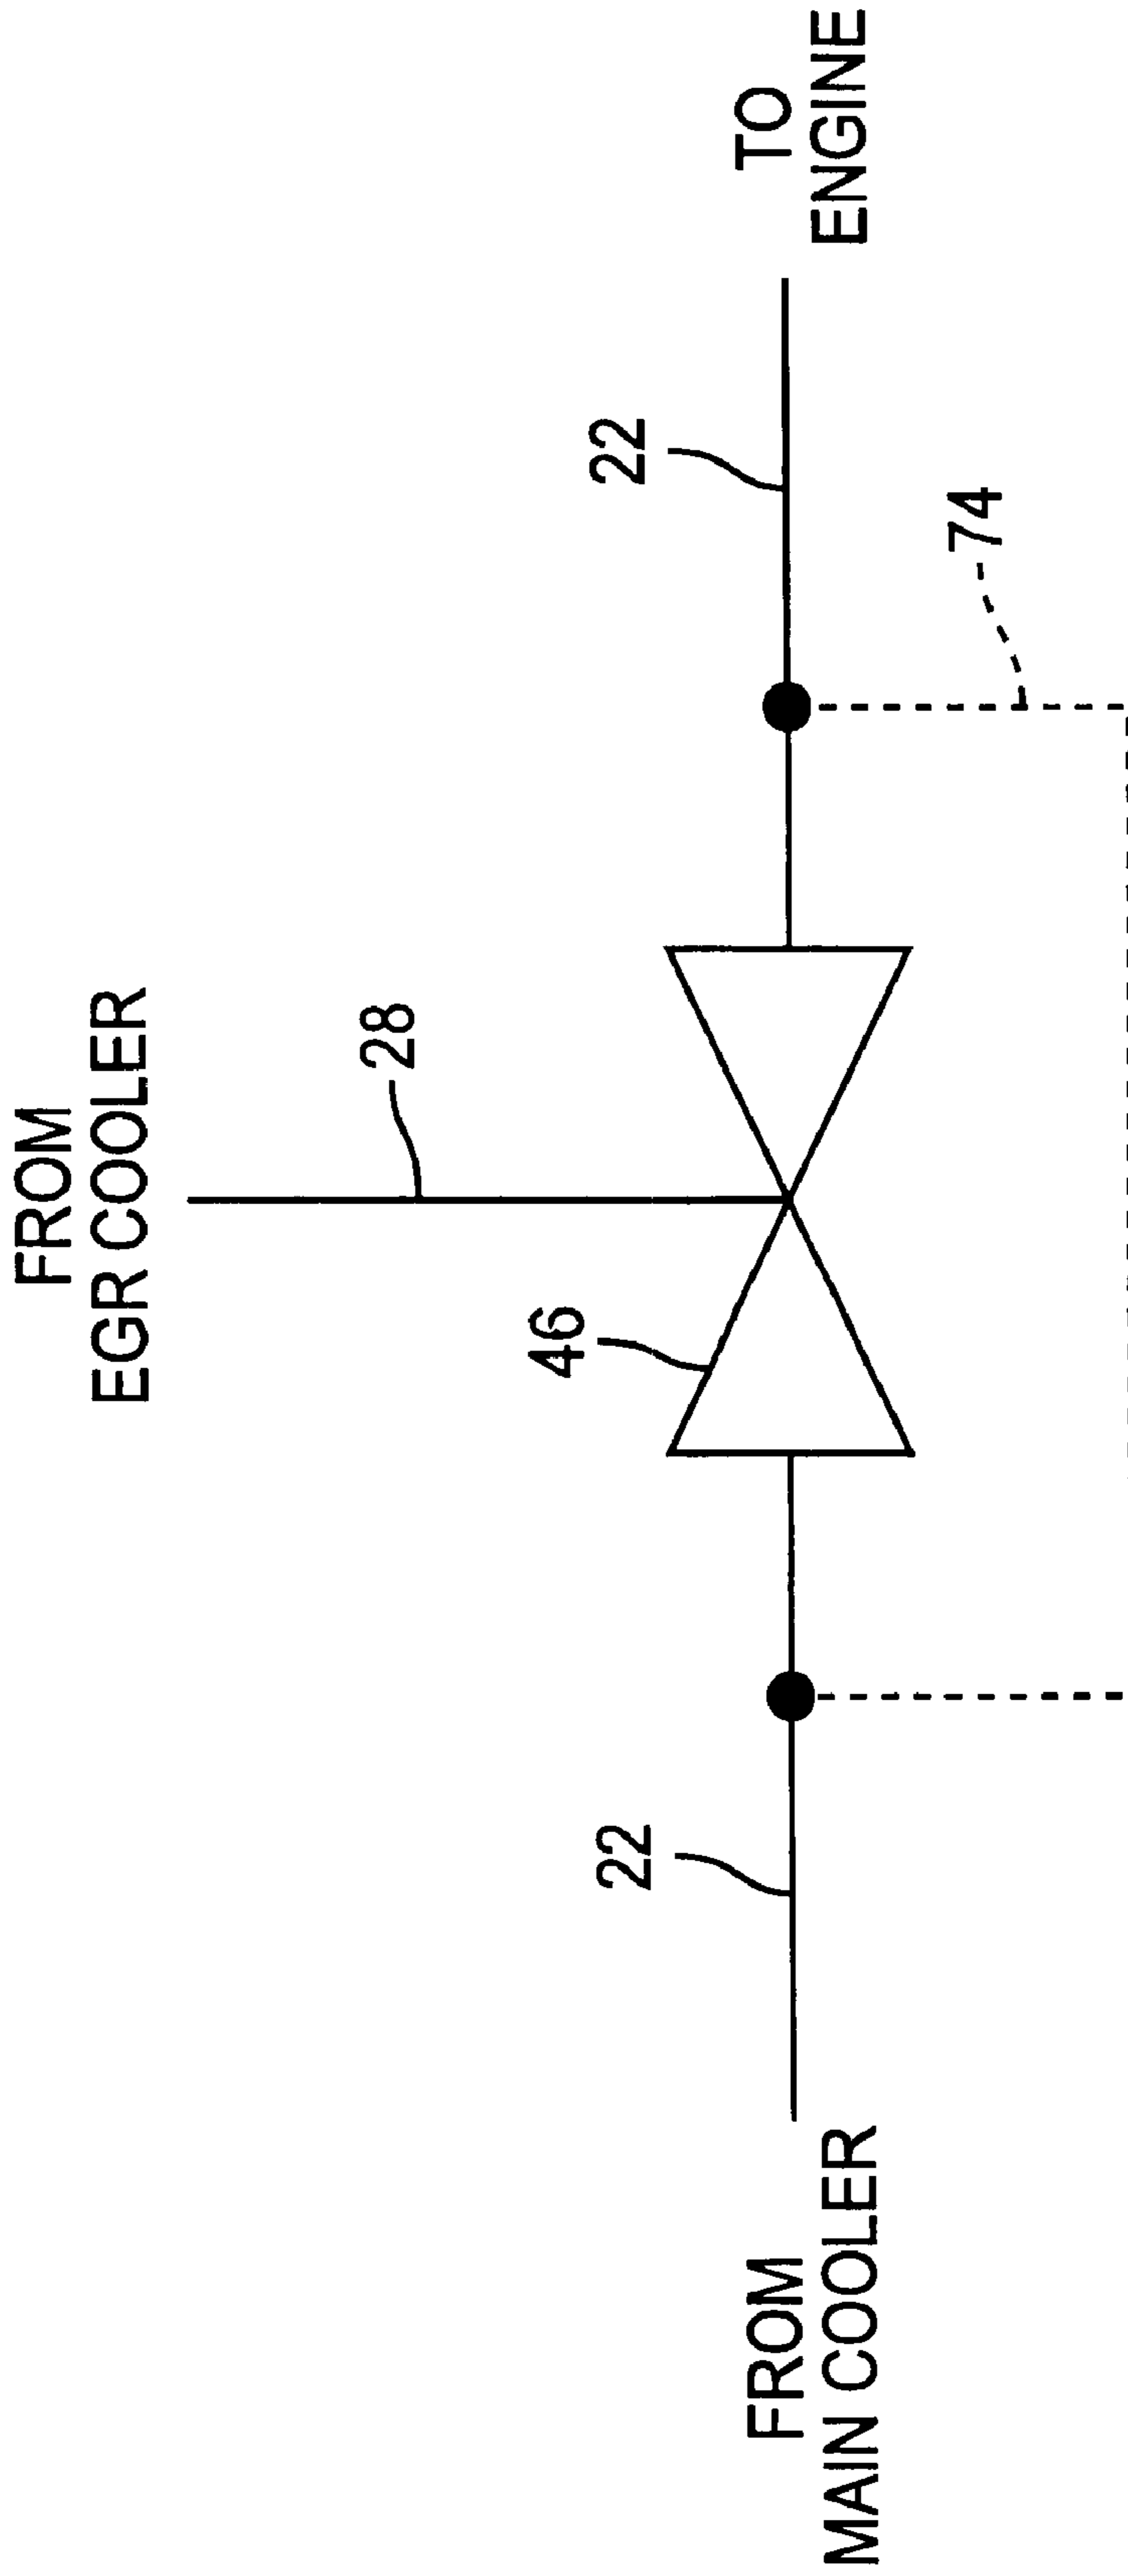 FROM
EGR COOLER
28
46
22
22
74
FROM
MAIN COOLER
TO
ENGINE